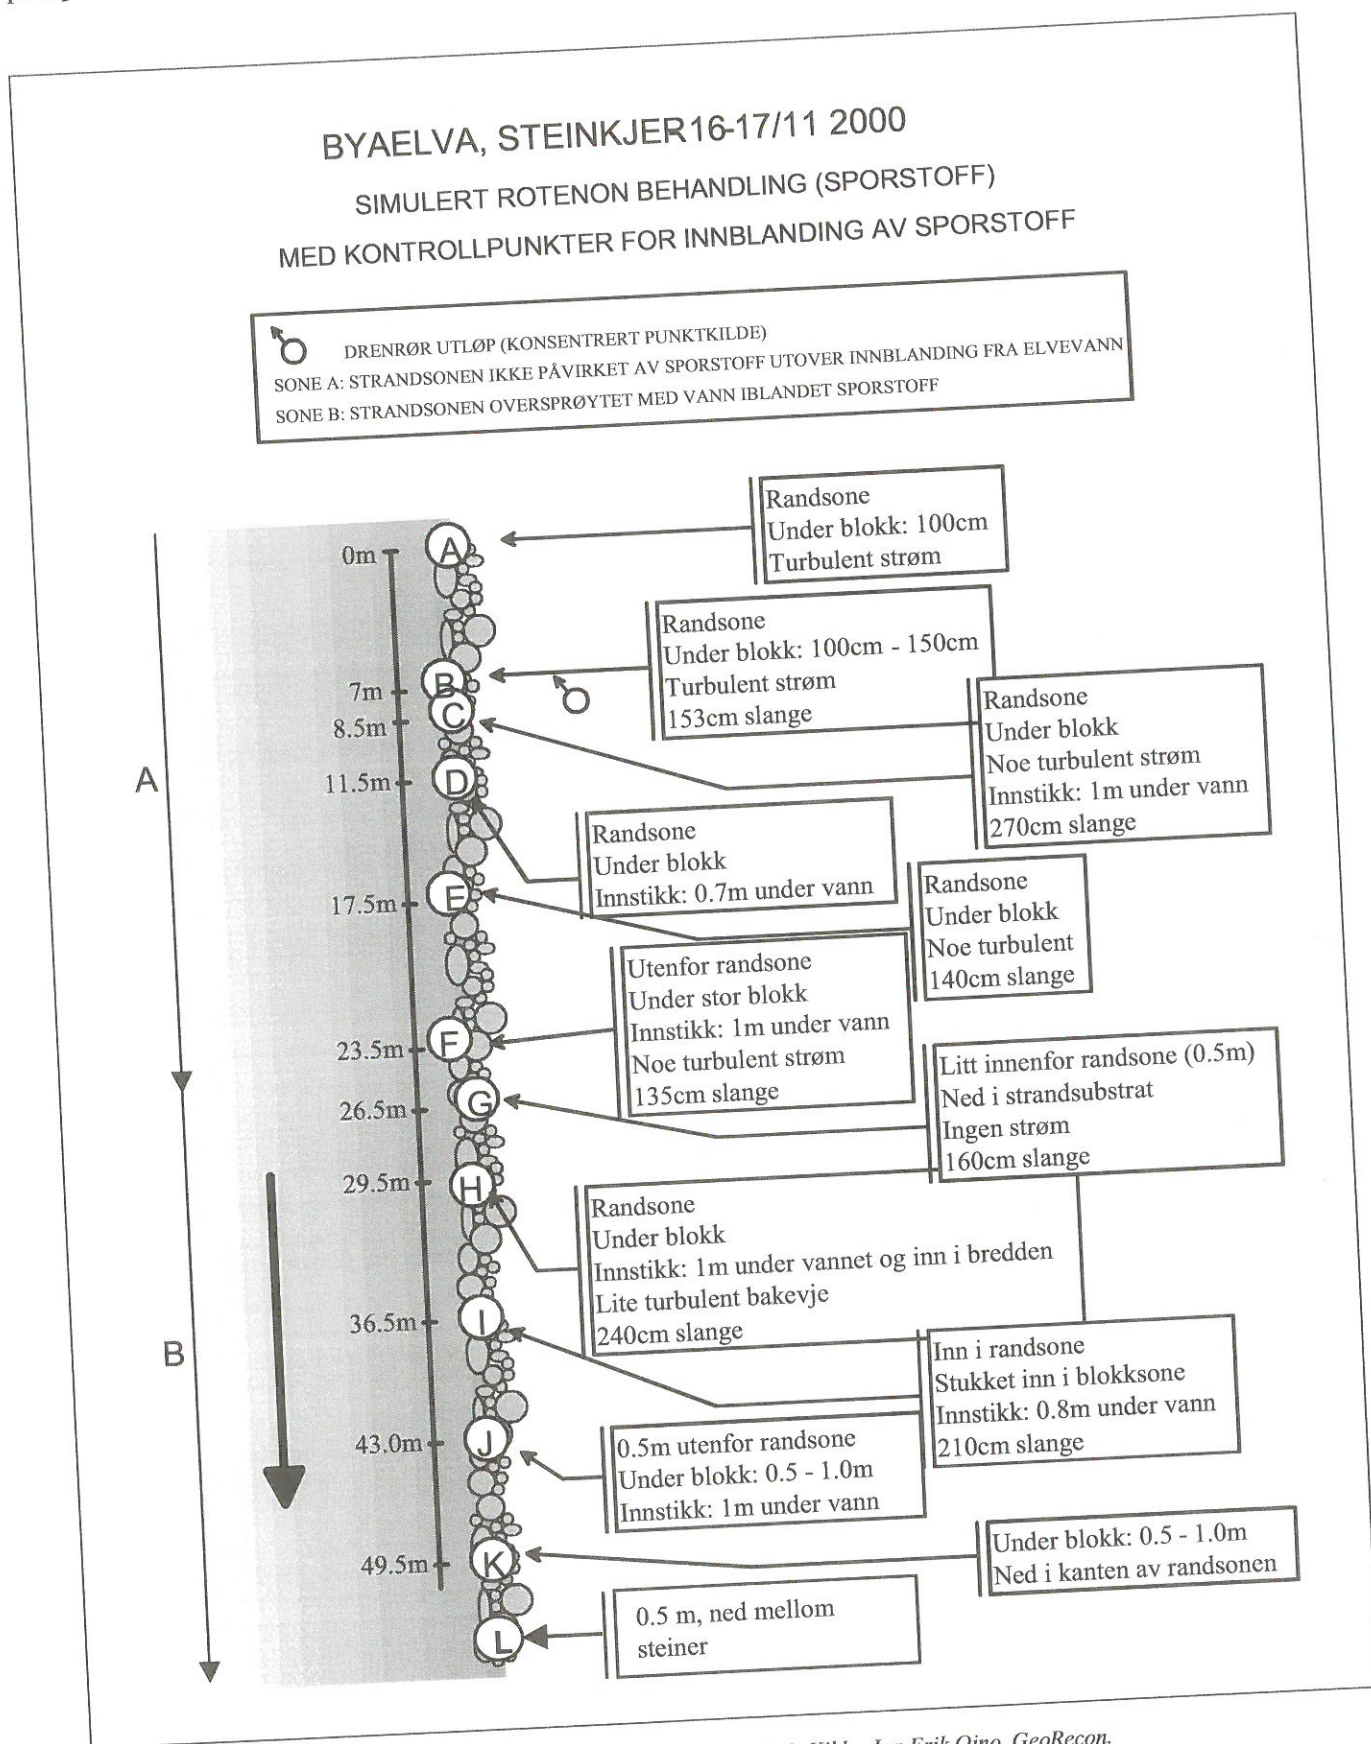 BYAELVA, STEINKJER 16-17/11 2000
SIMULERT ROTENON BEHANDLING (SPORSTOFF)
MED KONTROLLPUNKTER FOR INNBLANDING AV SPORSTOFF
DRENRØR UTLØP (KONSENTRERT PUNKTKILDE)
SONE A: STRANDSONEN IKKE PÅVIRKET AV SPORSTOFF UTOVER INNBLANDING FRA ELVEVANN
SONE B: STRANDSONEN OVERSPRØYTET MED VANN IBLANDET SPORSTOFF
A
B
0m
7m
8.5m
11.5m
17.5m
23.5m
26.5m
29.5m
36.5m
43.0m
49.5m
A
Randsone
Under blokk: 100cm
Turbulent strøm
B
Randsone
Under blokk: 100cm - 150cm
Turbulent strøm
153cm slange
C
Randsone
Under blokk
Noe turbulent strøm
Innstikk: 1m under vann
270cm slange
D
Randsone
Under blokk
Innstikk: 0.7m under vann
E
Randsone
Under blokk
Noe turbulent
140cm slange
F
Utenfor randsone
Under stor blokk
Innstikk: 1m under vann
Noe turbulent strøm
135cm slange
G
Litt innenfor randsone (0.5m)
Ned i strandsubstrat
Ingen strøm
160cm slange
H
Randsone
Under blokk
Innstikk: 1m under vannet og inn i bredden
Lite turbulent bakevje
240cm slange
I
Inn i randsone
Stukket inn i blokksone
Innstikk: 0.8m under vann
210cm slange
J
0.5m utenfor randsone
Under blokk: 0.5 - 1.0m
Innstikk: 1m under vann
K
Under blokk: 0.5 - 1.0m
Ned i kanten av randsonen
L
0.5 m, ned mellom
steiner
Erik Oino, GeoRecon.